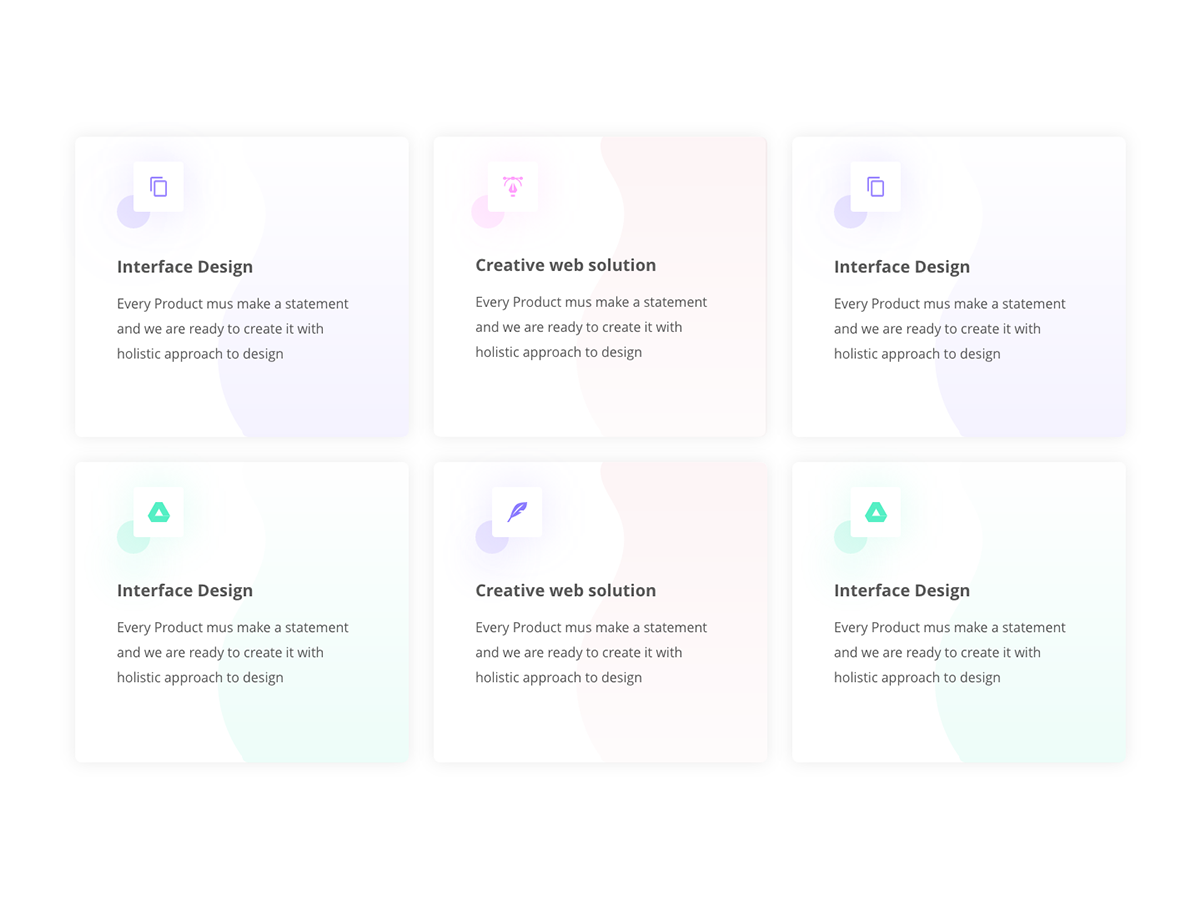 Interface Design
Every Product mus make a statement
and we are ready to create it with
holistic approach to design
Creative web solution
Every Product mus make a statement
and we are ready to create it with
holistic approach to design
Interface Design
Every Product mus make a statement
and we are ready to create it with
holistic approach to design
Interface Design
Every Product mus make a statement
and we are ready to create it with
holistic approach to design
Creative web solution
Every Product mus make a statement
and we are ready to create it with
holistic approach to design
Interface Design
Every Product mus make a statement
and we are ready to create it with
holistic approach to design